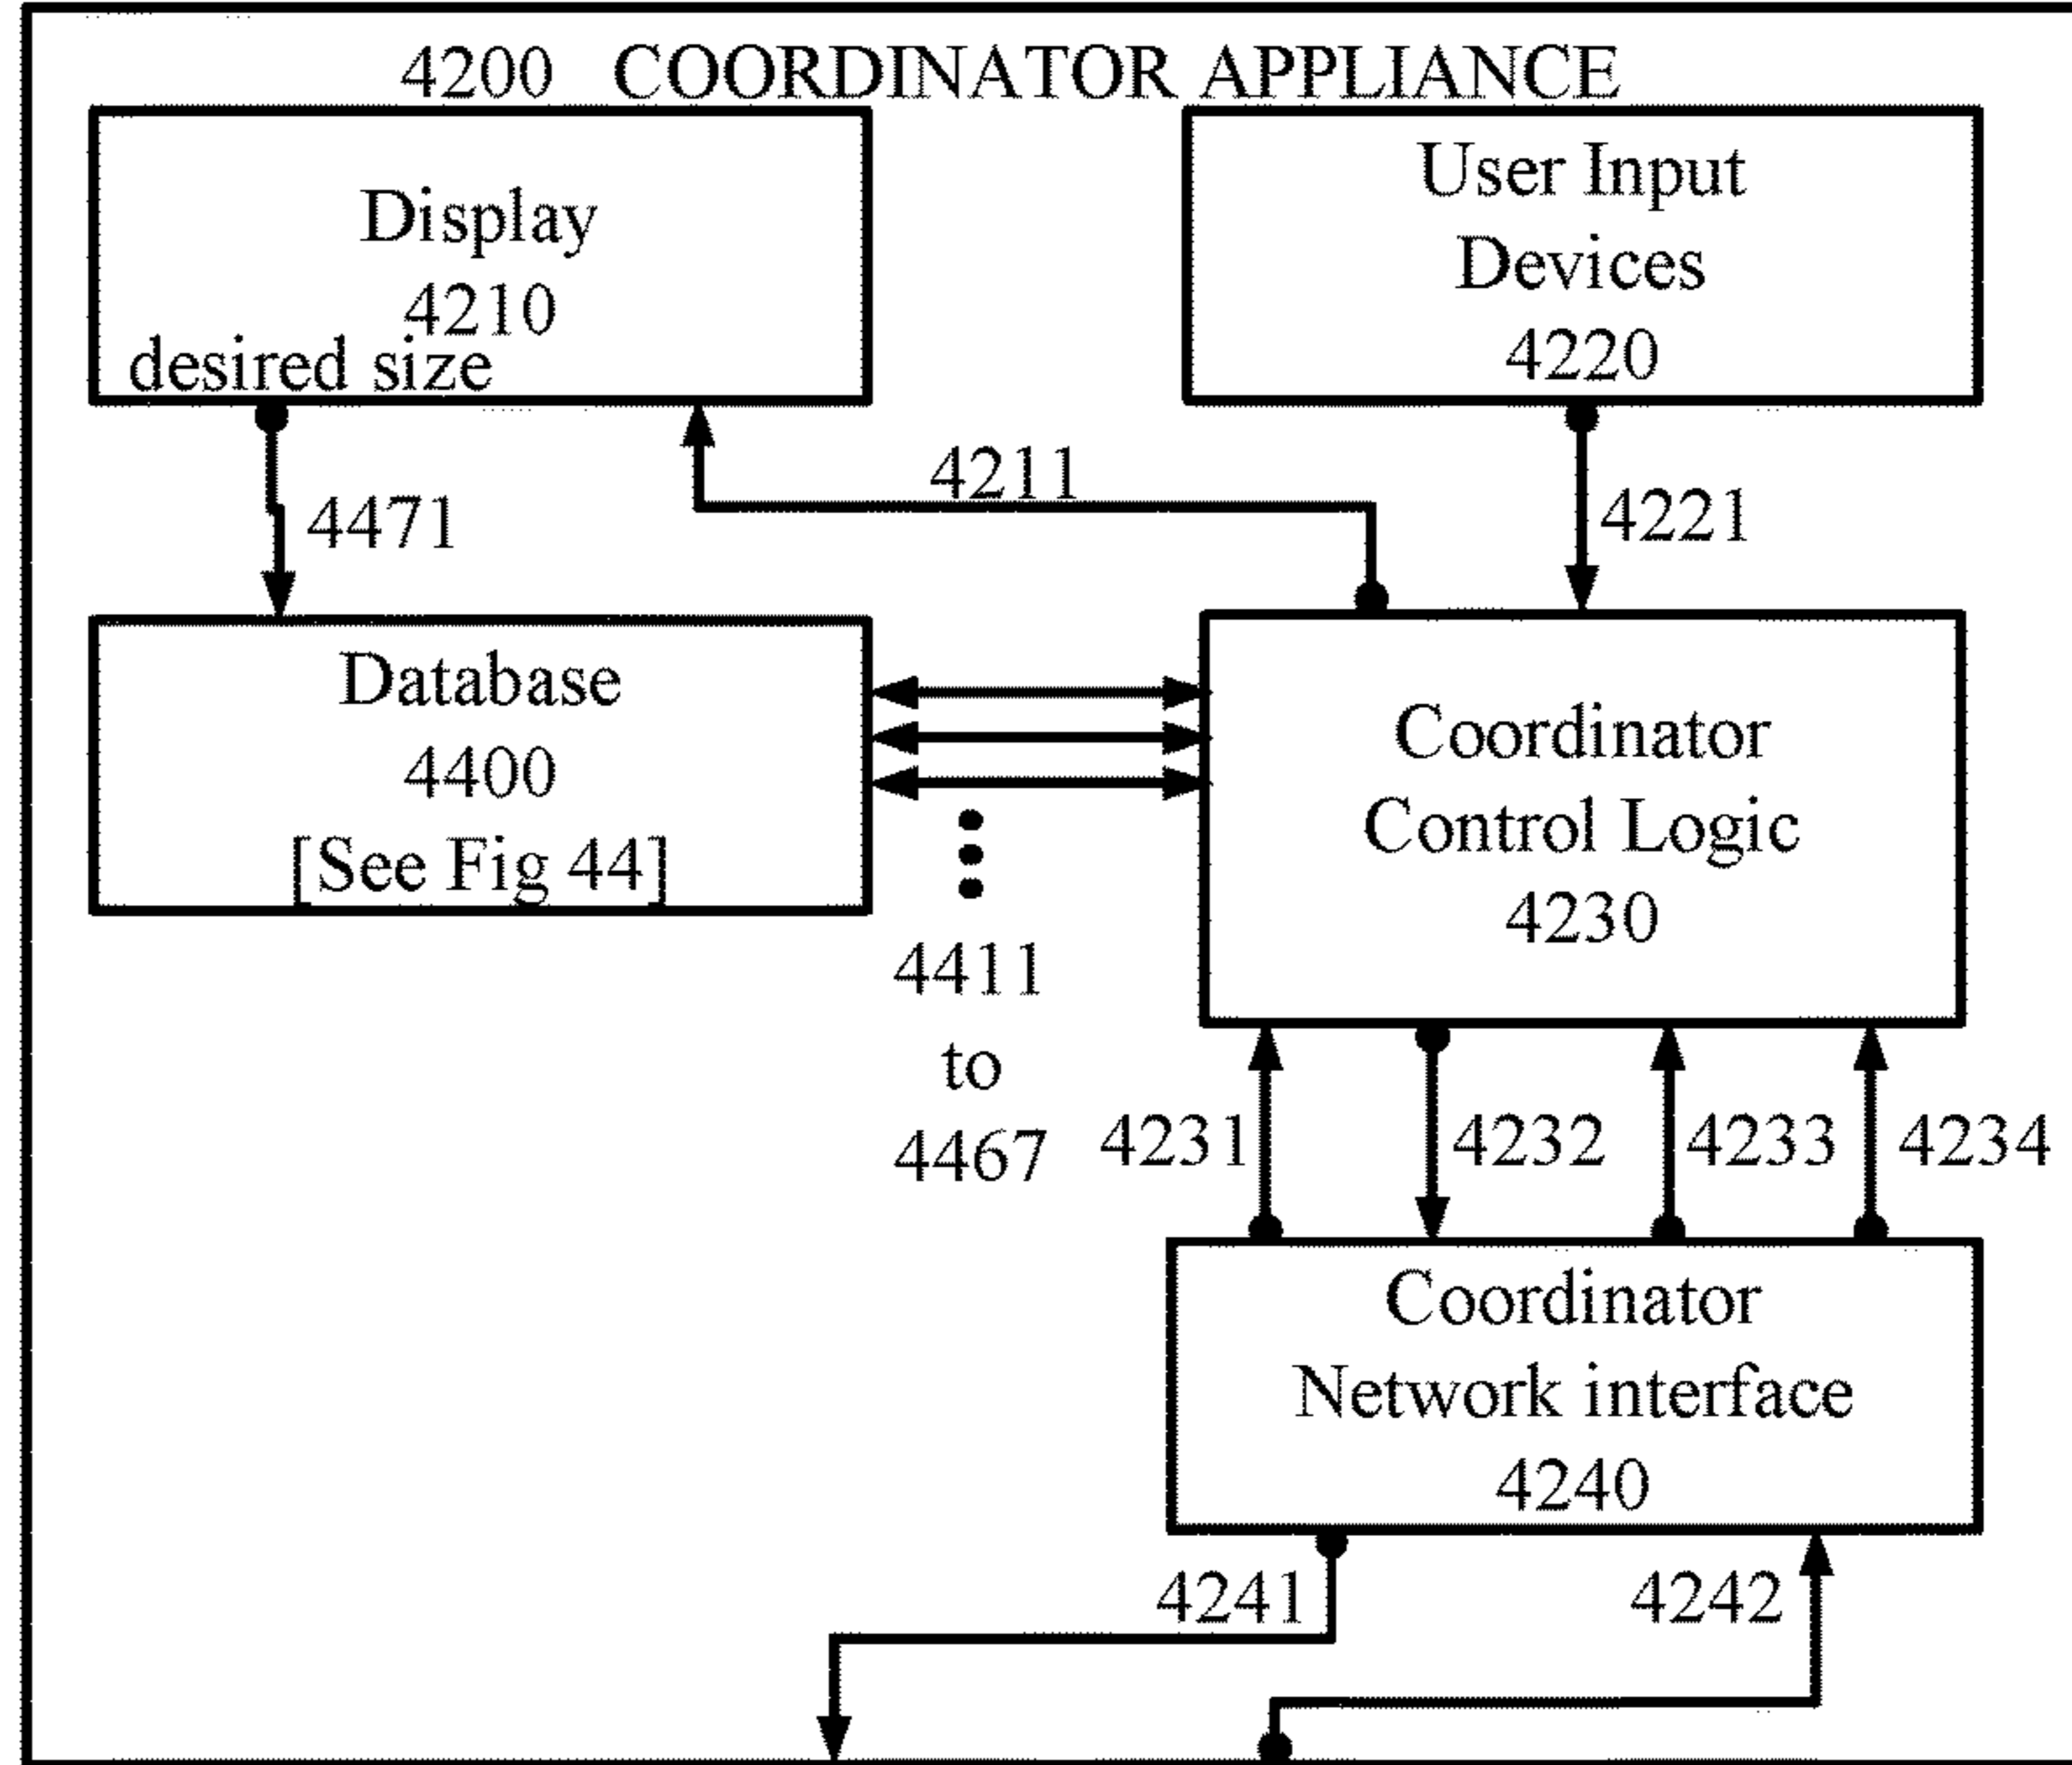 4200 COORDINATOR APPLIANCE
Display
4210
desired size
User Input
Devices
4220
4211
4471
4221
Database
4400
[See Fig 44]
Coordinator
Control Logic
4230
4411
to
4467
4231
4232
4233
4234
Coordinator
Network interface
4240
4241
4242